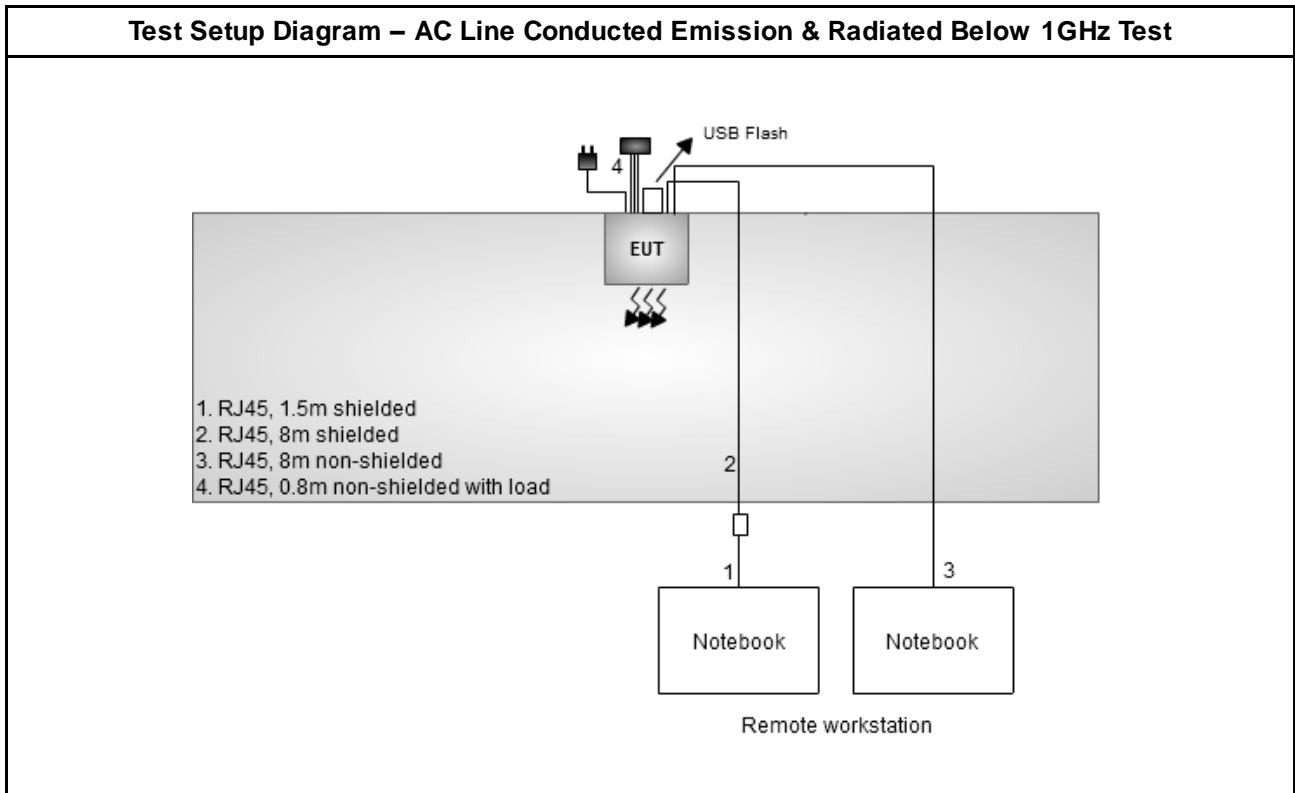 Test Setup Diagram – AC Line Conducted Emission & Radiated Below 1GHz Test
USB Flash
4
EUT
1. RJ45, 1.5m shielded
2. RJ45, 8m shielded
3. RJ45, 8m non-shielded
4. RJ45, 0.8m non-shielded with load
2
1
3
Notebook
Notebook
Remote workstation